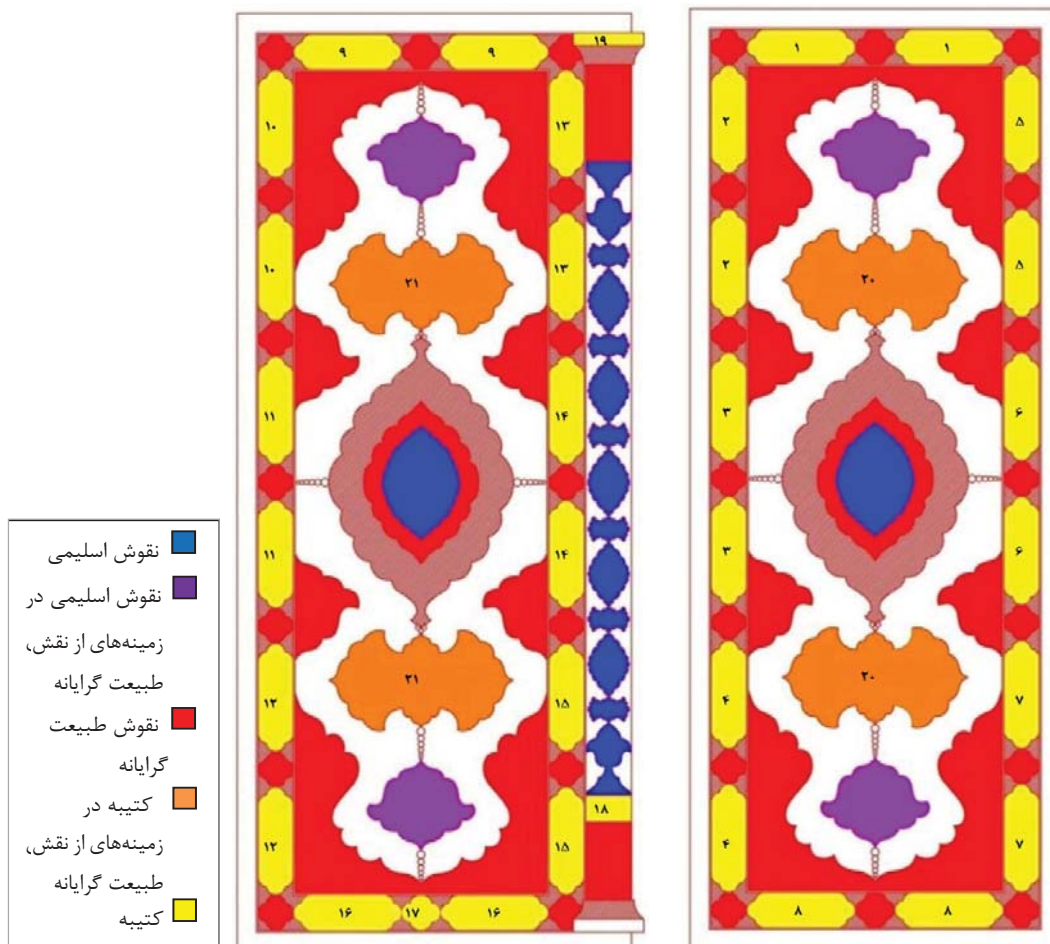 ۱۹
۹ ۹
۱۰ ۱۳
۱۰ ۱۳
۲۱
۱۱ ۱۴
۱۱ ۱۴
۱۲ ۲۱ ۱۵
۱۸
۱۲ ۱۵
۱۶ ۱۷ ۱۶
۱ ۱
۲ ۵
۲ ۵
۲۰
۳ ۶
۳ ۶
۴ ۲۰ ۷
۴ ۷
۸ ۸
نقوش اسلیمی
نقوش اسلیمی در
زمینه‌های از نقش،
طبیعت گرایانه
نقوش طبیعت
گرایانه
کتیبه در
زمینه‌های از نقش،
طبیعت گرایانه
کتیبه